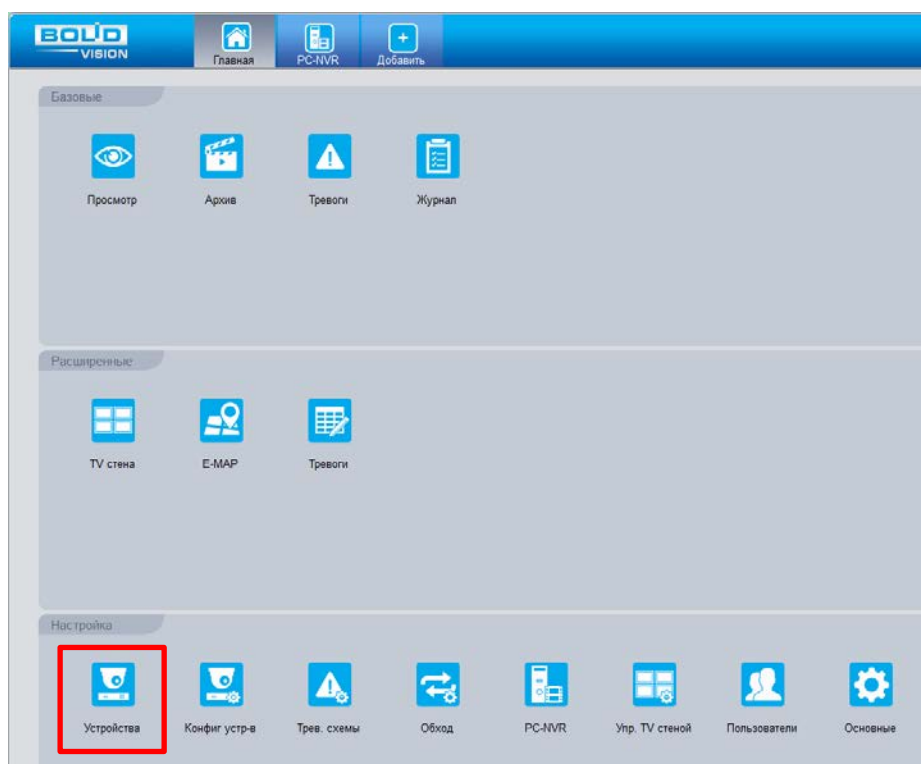 BOLID
VISION
Главная PC-NVR Добавить
Базовые
Просмотр Архив Тревоги Журнал
Расширенные
TV стена E-MAP Тревоги
Настройка
Устройства Конфиг устр-в Трев. схемы Обход PC-NVR Упр. TV стеной Пользователи Основные